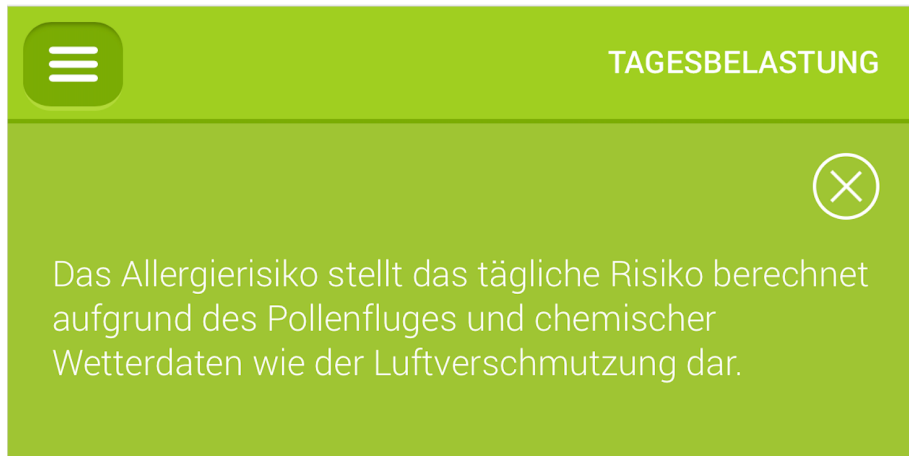 TAGESBELASTUNG
Das Allergierisiko stellt das tägliche Risiko berechnet
aufgrund des Pollenfluges und chemischer
Wetterdaten wie der Luftverschmutzung dar.